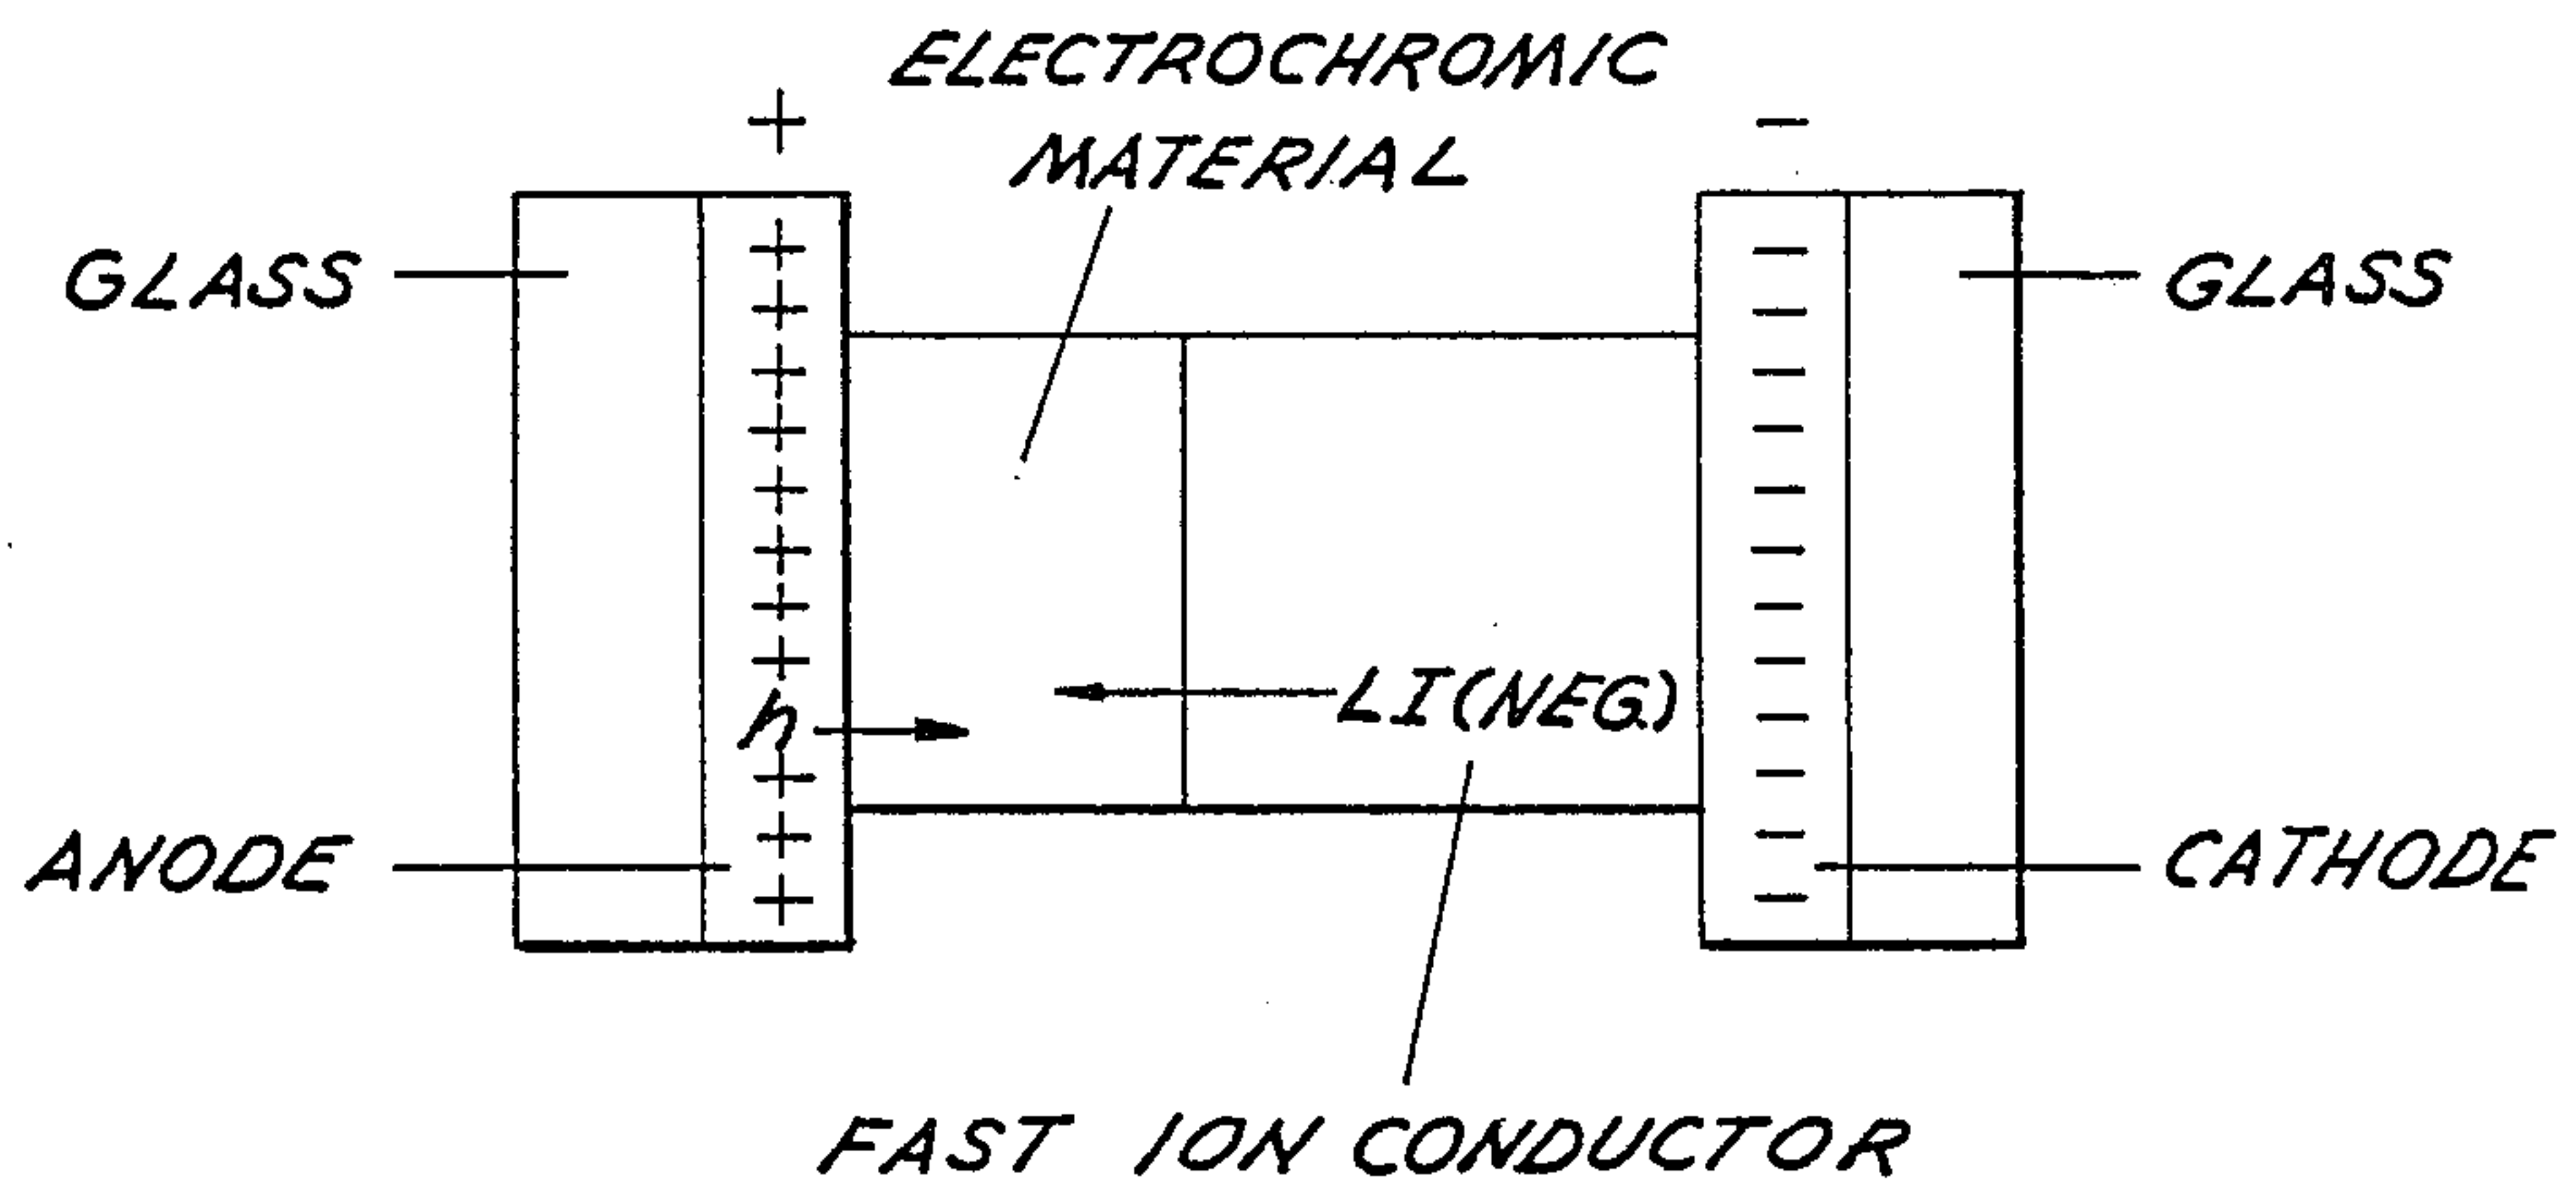 ELECTROCHROMIC
MATERIAL
+
-
GLASS
GLASS
+
+
+
+
+
+
+
+
h
+
+
+
-
-
-
-
-
-
-
-
-
-
-
-
LI(NEG.)
ANODE
CATHODE
FAST ION CONDUCTOR